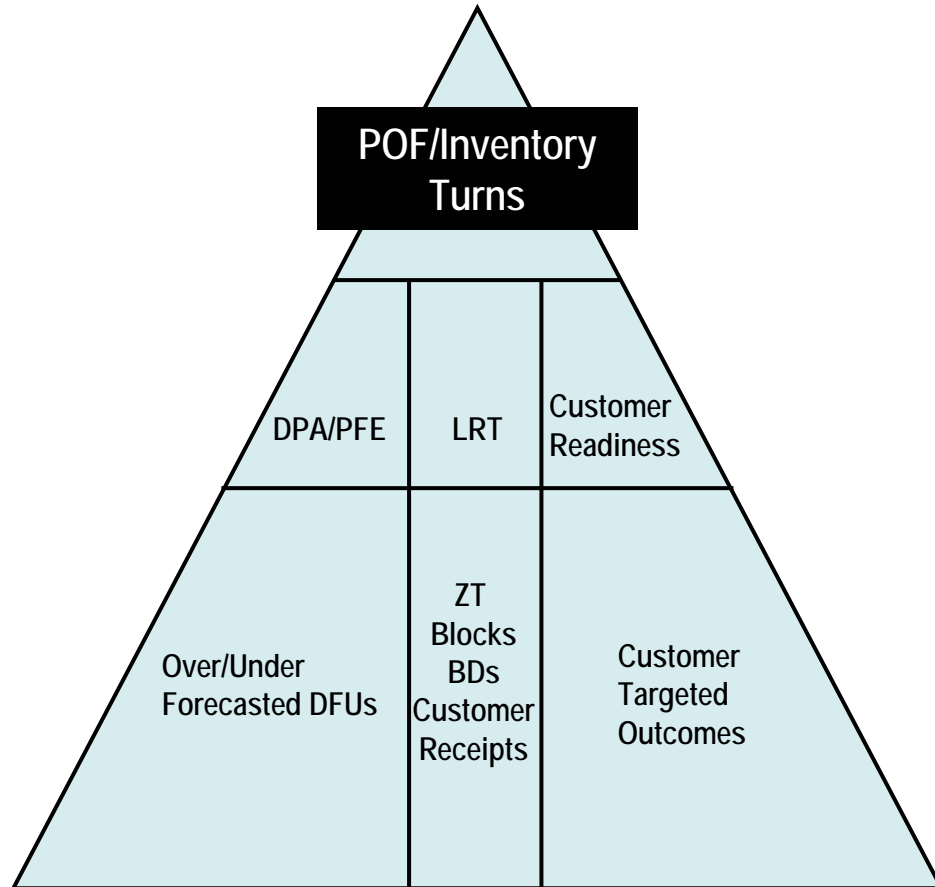 POF/Inventory
Turns
DPA/PFE
LRT
Customer
Readiness
Over/Under
Forecasted DFUs
ZT
Blocks
BDs
Customer
Receipts
Customer
Targeted
Outcomes